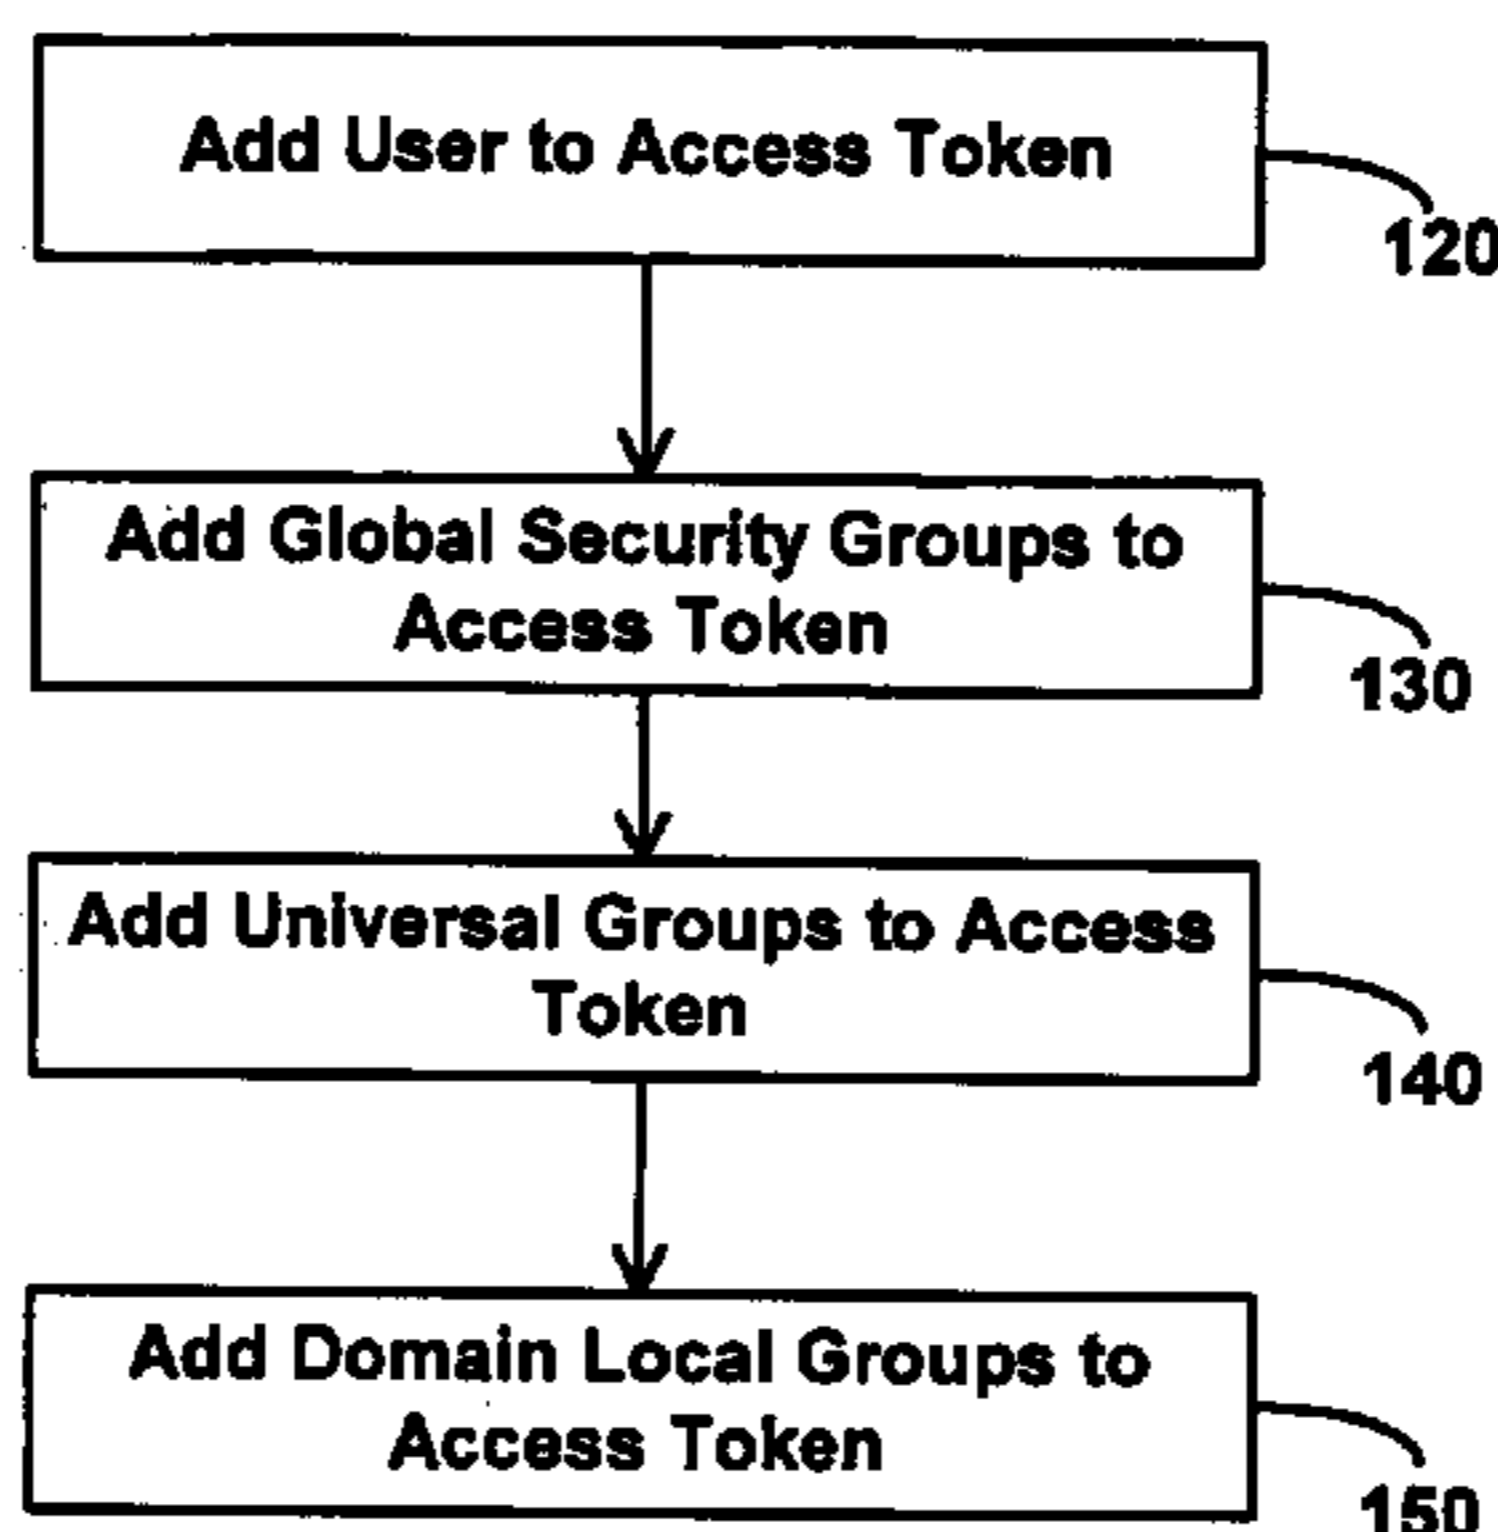 Add User to Access Token
120
Add Global Security Groups to
Access Token
130
Add Universal Groups to Access
Token
140
Add Domain Local Groups to
Access Token
150